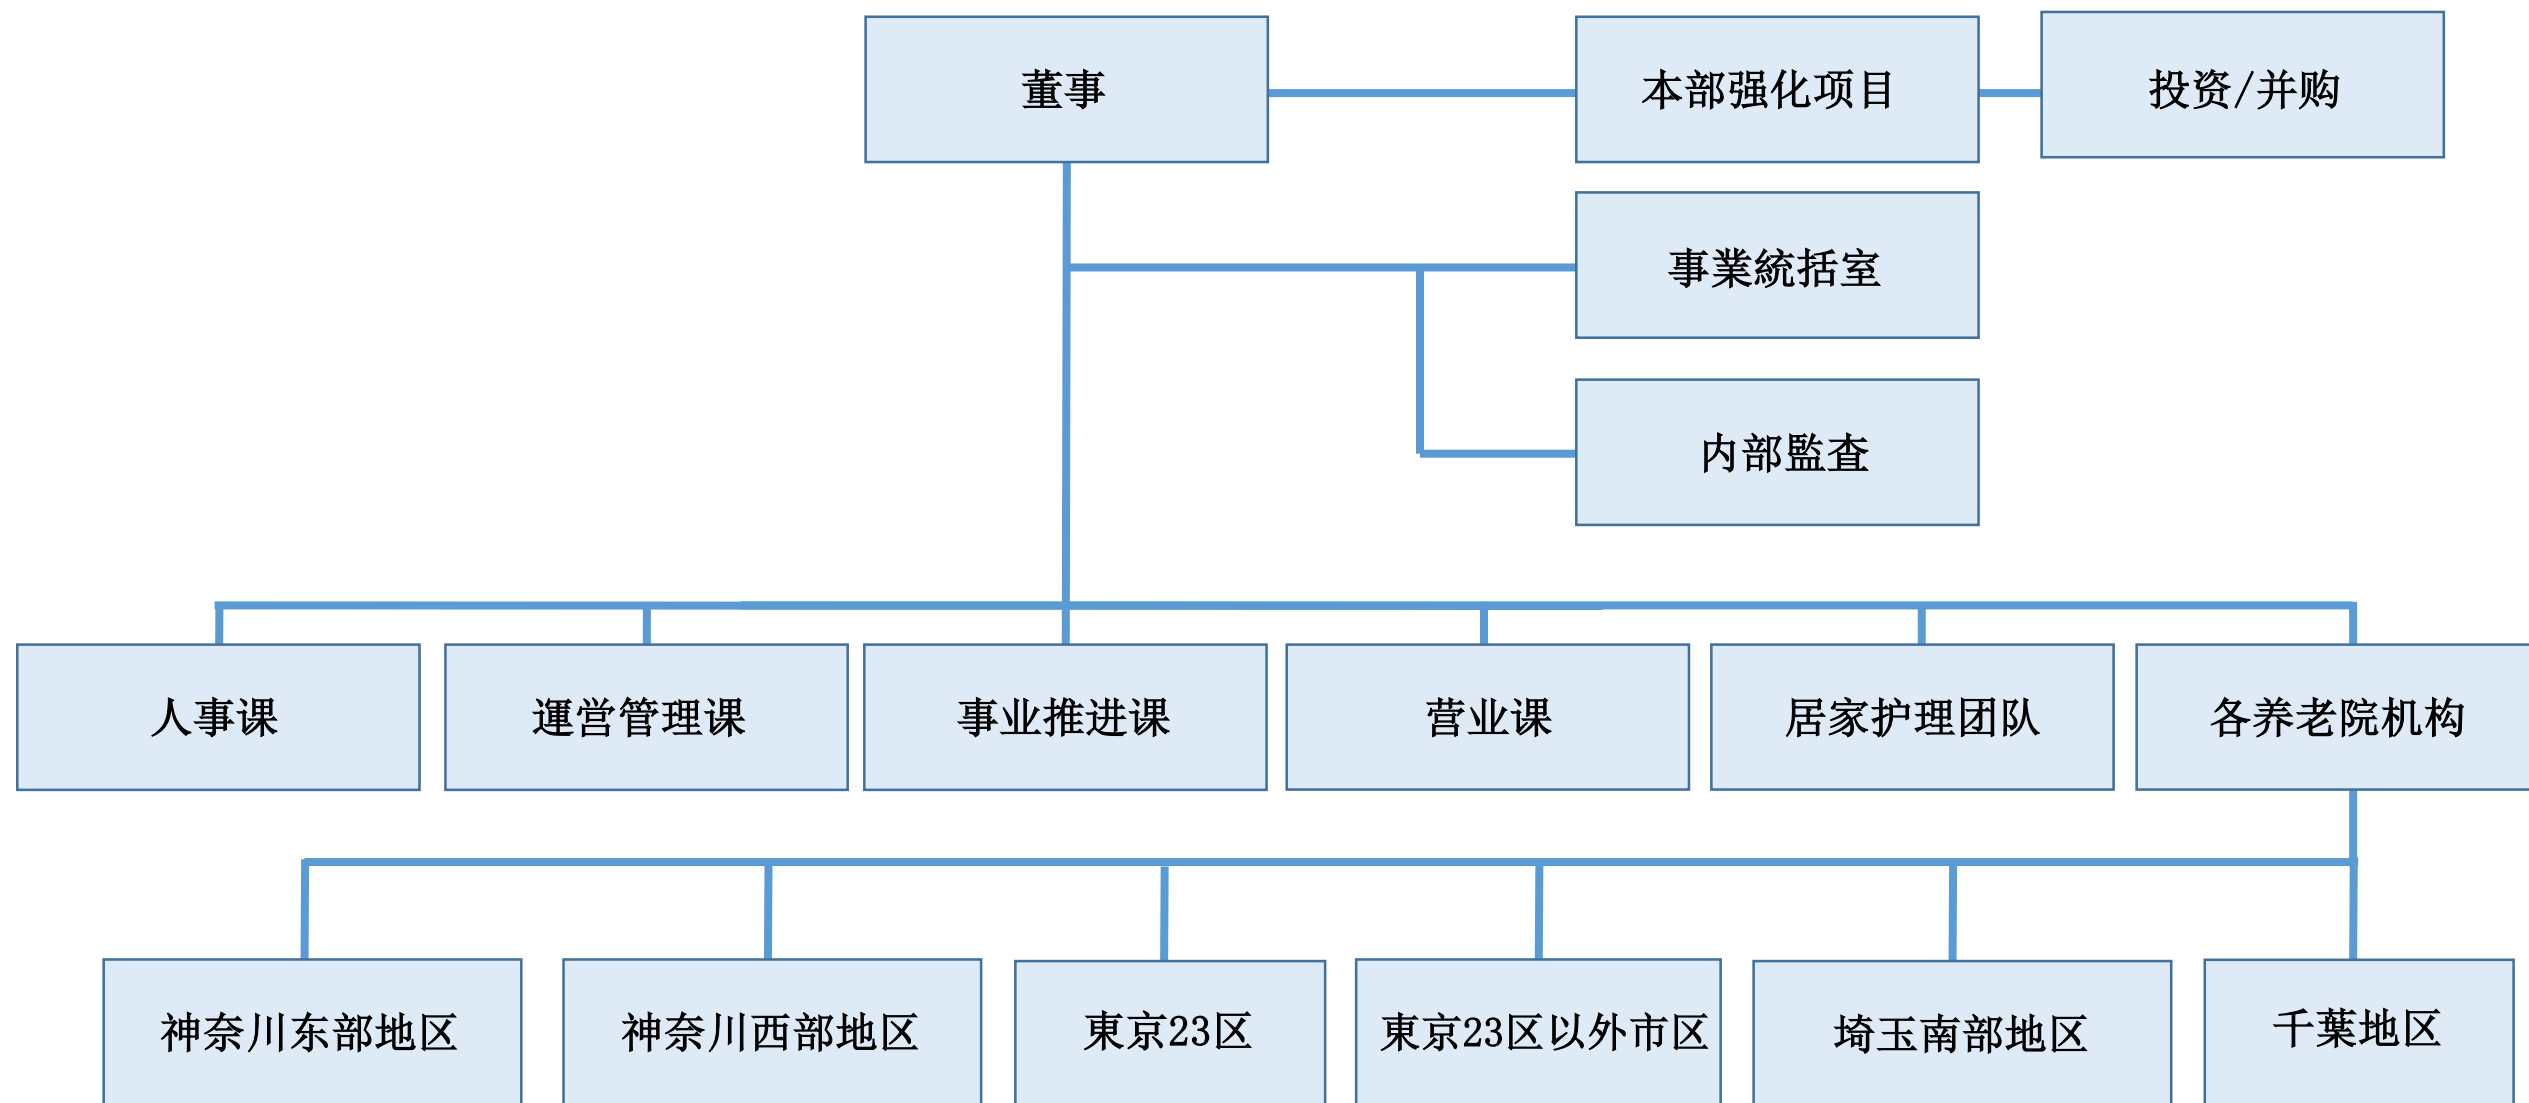 董事
本部强化项目
投资/并购
事業統括室
内部監査
人事课
運営管理课
事业推进课
营业课
居家护理团队
各养老院机构
神奈川东部地区
神奈川西部地区
東京23区
東京23区以外市区
埼玉南部地区
千葉地区